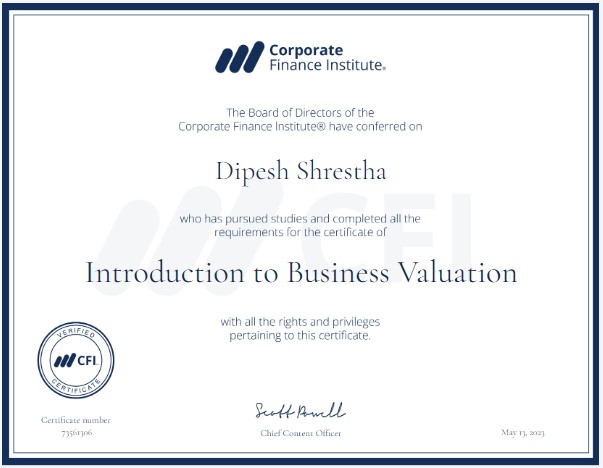 Corporate
Finance Institute®
The Board of Directors of the
Corporate Finance Institute® have conferred on
Dipesh Shrestha
CFI
who has pursued studies and completed all the
requirements for the certificate of
Introduction to Business Valuation
with all the rights and privileges
pertaining to this certificate.
VERIFIED
CFI
CERTIFICATE
Scott Powell
Certificate number
73561306
Chief Content Officer
May 13, 2023